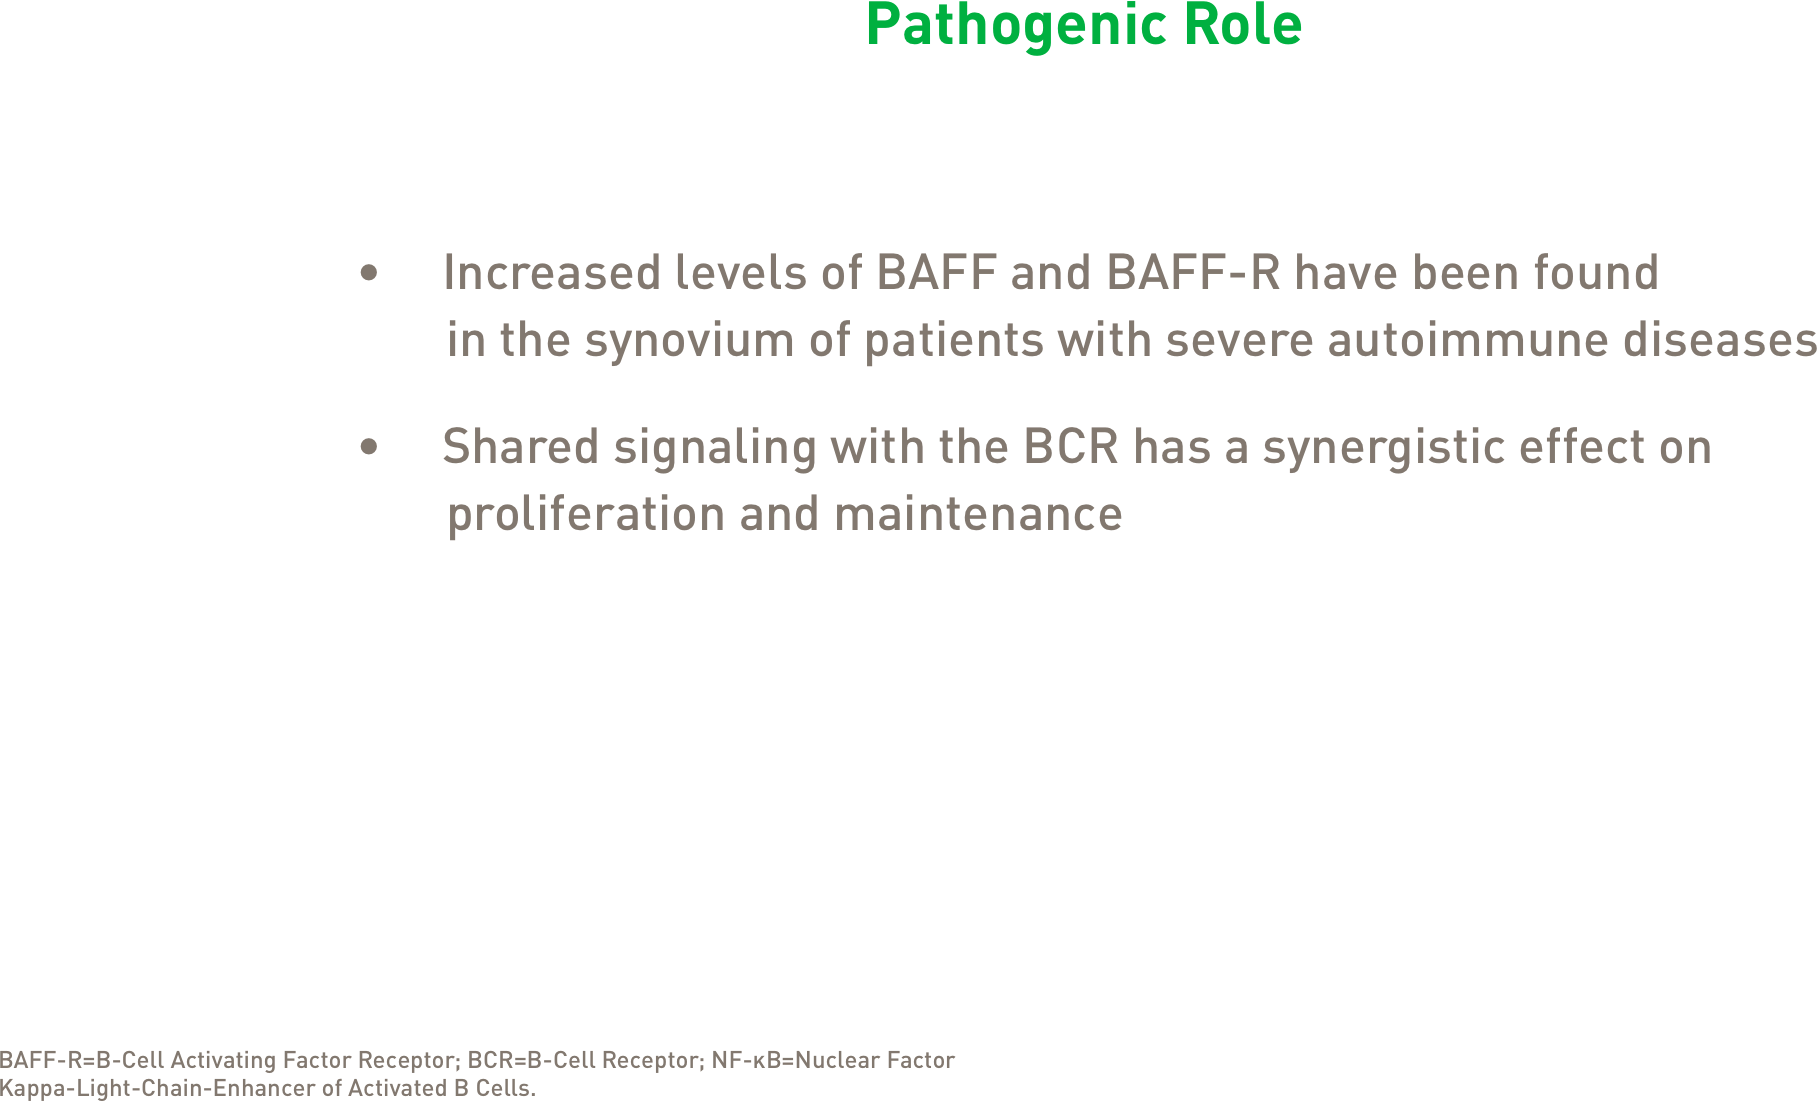 Pathogenic Role
• Increased levels of BAFF and BAFF-R have been found
in the synovium of patients with severe autoimmune diseases
• Shared signaling with the BCR has a synergistic effect on
proliferation and maintenance
BAFF-R=B-Cell Activating Factor Receptor; BCR=B-Cell Receptor; NF-κB=Nuclear Factor
Kappa-Light-Chain-Enhancer of Activated B Cells.